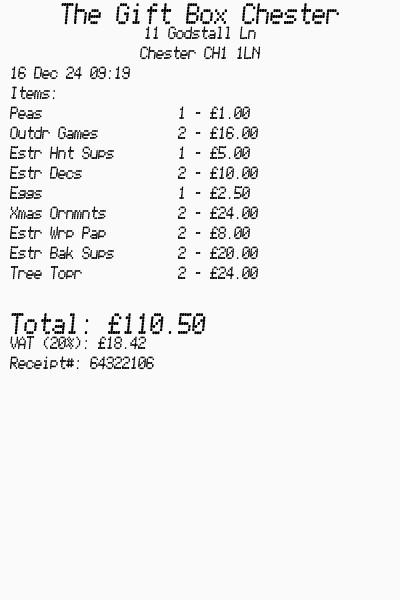 The Gift Box Chester
11 Godstall Ln
Chester CH1 1LN
16 Dec 24 09:19
Items:
Peas 1 - £1.00
Outdr Games 2 - £16.00
Estr Hnt Sups 1 - £5.00
Estr Decs 2 - £10.00
Eggs 1 - £2.50
Xmas Ornmnts 2 - £24.00
Estr Wrp Pap 2 - £8.00
Estr Bak Sups 2 - £20.00
Tree Topr 2 - £24.00
Total: £110.50
VAT (20%): £18.42
Receipt#: 64322106